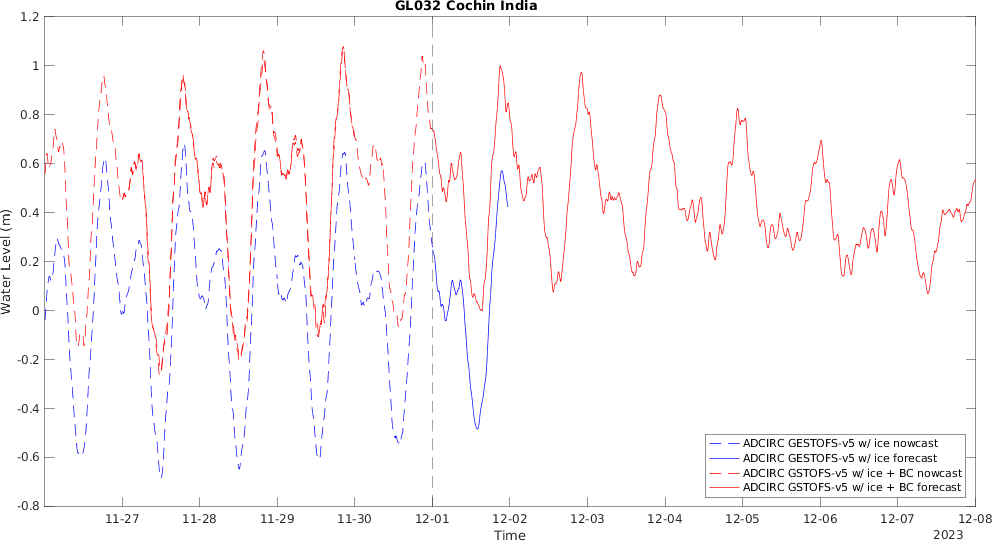 GL032 Cochin India
1.2
1
0.8
0.6
0.4
0.2
0
-0.2
-0.4
-0.6
-0.8
Water Level (m)
11-27 11-28 11-29 11-30 12-01 12-02 12-03 12-04 12-05 12-06 12-07 12-08
Time
2023
ADCIRC GESTOFS-v5 w/ ice nowcast
ADCIRC GESTOFS-v5 w/ ice forecast
ADCIRC GSTOFS-v5 w/ ice + BC nowcast
ADCIRC GSTOFS-v5 w/ ice + BC forecast